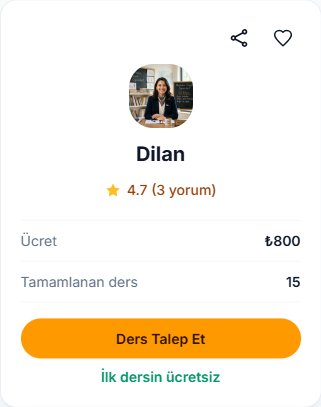 Dilan
4.7 (3 yorum)
Ücret ₺800
Tamamlanan ders 15
Ders Talep Et
İlk dersin ücretsiz